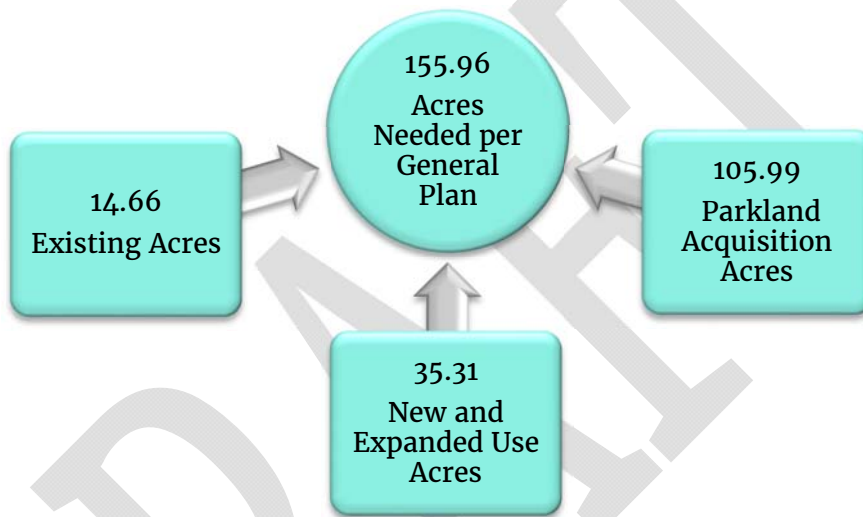 155.96
Acres
Needed per
General
Plan
14.66
Existing Acres
105.99
Parkland
Acquisition
Acres
35.31
New and
Expanded Use
Acres
DRAFT